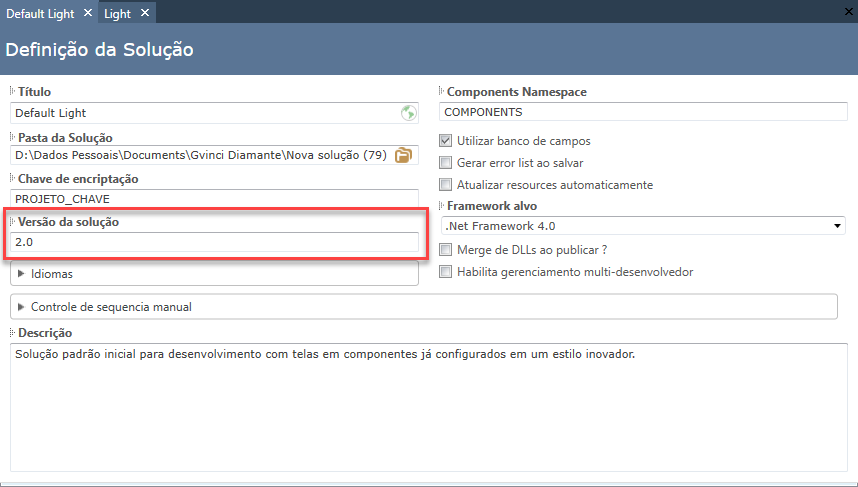 Default Light Light
Definição da Solução
Título
Default Light
Pasta da Solução
D:\Dados Pessoais\Documents\Gvinci Diamante\Nova solução (79)
Chave de encriptação
PROJETO_CHAVE
Versão da solução
2.0
Idiomas
Components Namespace
COMPONENTS
Utilizar banco de campos
Gerar error list ao salvar
Atualizar resources automaticamente
Framework alvo
.Net Framework 4.0
Merge de DLLs ao publicar ?
Habilita gerenciamento multi-desenvolvedor
Controle de sequencia manual
Descrição
Solução padrão inicial para desenvolvimento com telas em componentes já configurados em um estilo inovador.